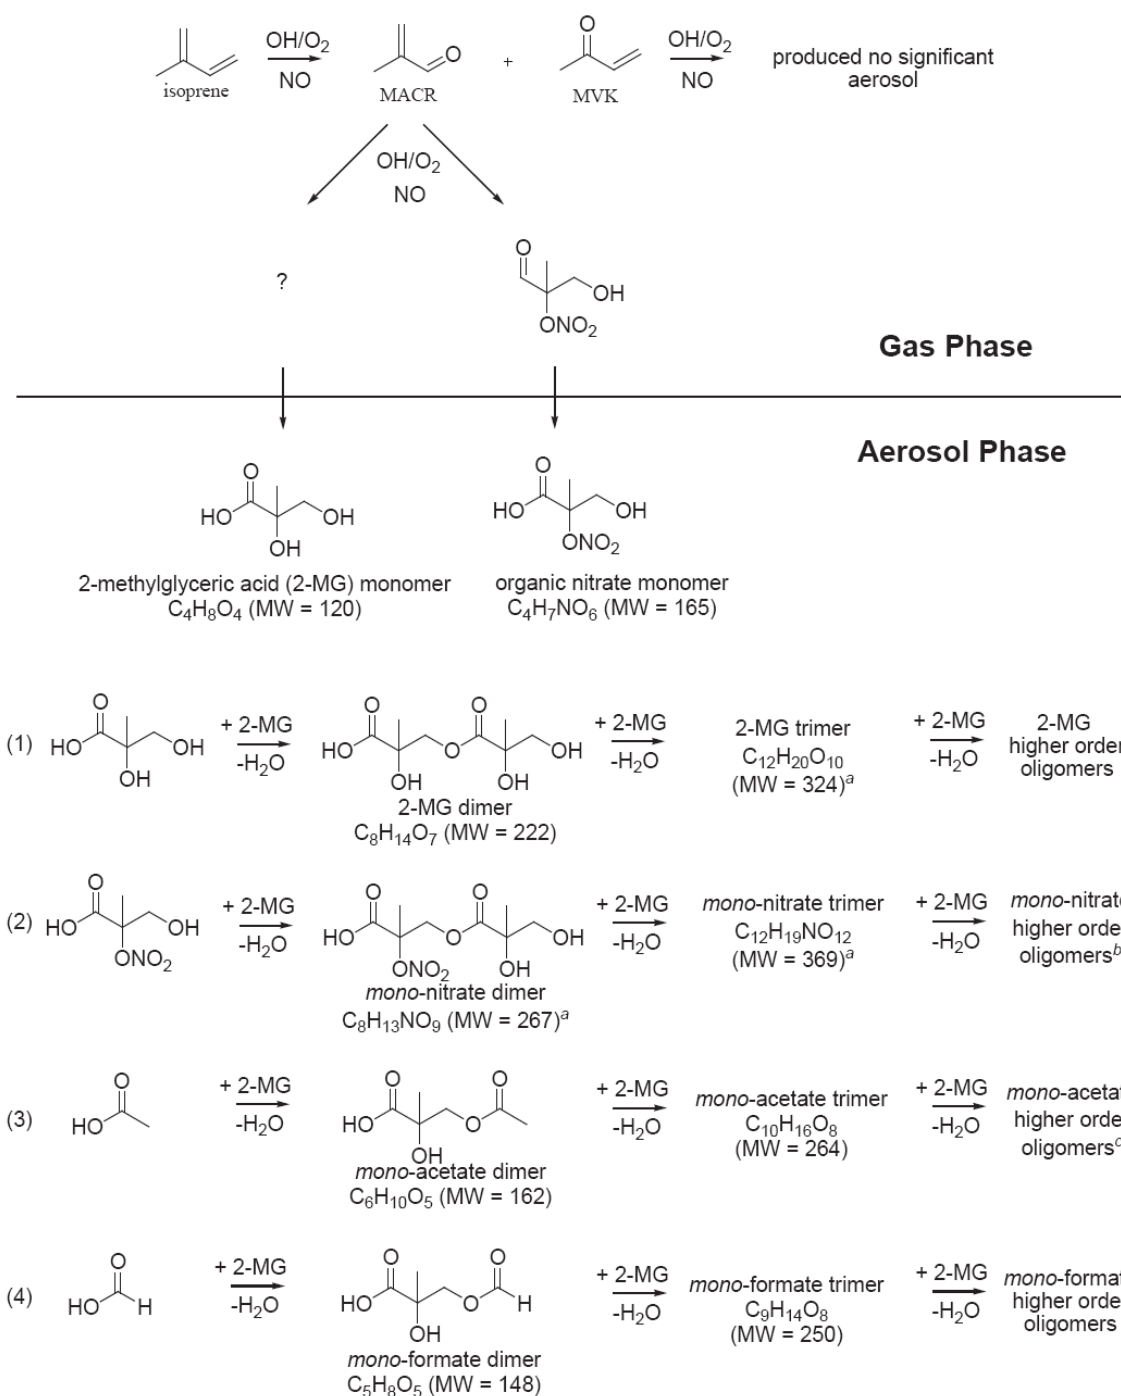 OH/O2
NO
isoprene
O
MACR
+
O
MVK
OH/O2
NO
produced no significant
aerosol
OH/O2
NO
?
O
OH
ONO2
Gas Phase
Aerosol Phase
O
HO
OH
OH
2-methylglyceric acid (2-MG) monomer
C4H8O4 (MW = 120)
O
HO
OH
ONO2
organic nitrate monomer
C4H7NO6 (MW = 165)
(1)
O
HO
OH
OH
+ 2-MG
-H2O
O
O
HO
O
OH
OH
OH
2-MG dimer
C8H14O7 (MW = 222)
+ 2-MG
-H2O
2-MG trimer
C12H20O10
(MW = 324)a
+ 2-MG
-H2O
2-MG
higher order
oligomers
(2)
O
HO
OH
ONO2
+ 2-MG
-H2O
O
O
HO
O
OH
ONO2
OH
mono-nitrate dimer
C8H13NO9 (MW = 267)a
+ 2-MG
-H2O
mono-nitrate trimer
C12H19NO12
(MW = 369)a
+ 2-MG
-H2O
mono-nitrate
higher order
oligomersb
(3)
O
HO
+ 2-MG
-H2O
O
O
HO
O
OH
mono-acetate dimer
C6H10O5 (MW = 162)
+ 2-MG
-H2O
mono-acetate trimer
C10H16O8
(MW = 264)
+ 2-MG
-H2O
mono-acetat
higher order
oligomersc
(4)
O
HO
H
+ 2-MG
-H2O
O
O
HO
O
H
OH
mono-formate dimer
C5H8O5 (MW = 148)
+ 2-MG
-H2O
mono-formate trimer
C9H14O8
(MW = 250)
+ 2-MG
-H2O
mono-format
higher order
oligomers